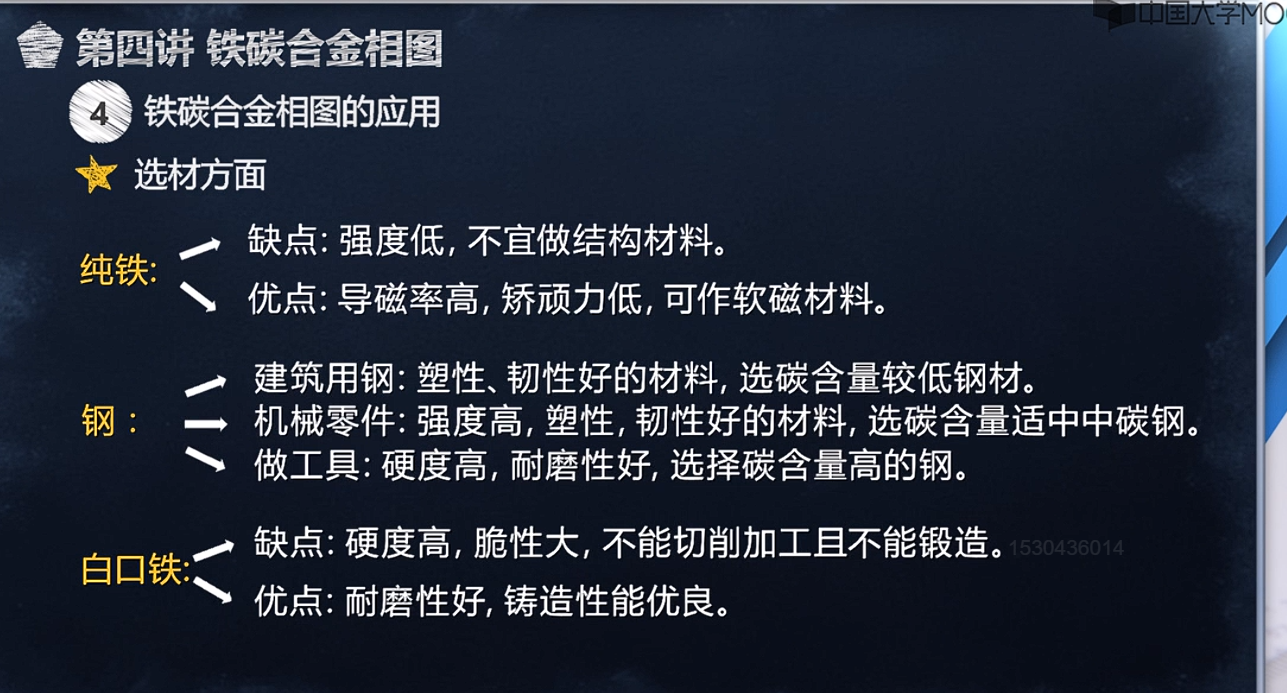 中国大学MO
第四讲 铁碳合金相图
4 铁碳合金相图的应用
选材方面
纯铁:
缺点: 强度低, 不宜做结构材料。
优点: 导磁率高, 矫顽力低, 可作软磁材料。
钢:
建筑用钢: 塑性、韧性好的材料, 选碳含量较低钢材。
机械零件: 强度高, 塑性, 韧性好的材料, 选碳含量适中中碳钢。
做工具: 硬度高, 耐磨性好, 选择碳含量高的钢。
白口铁:
缺点: 硬度高, 脆性大, 不能切削加工且不能锻造。
1530436014
优点: 耐磨性好, 铸造性能优良。